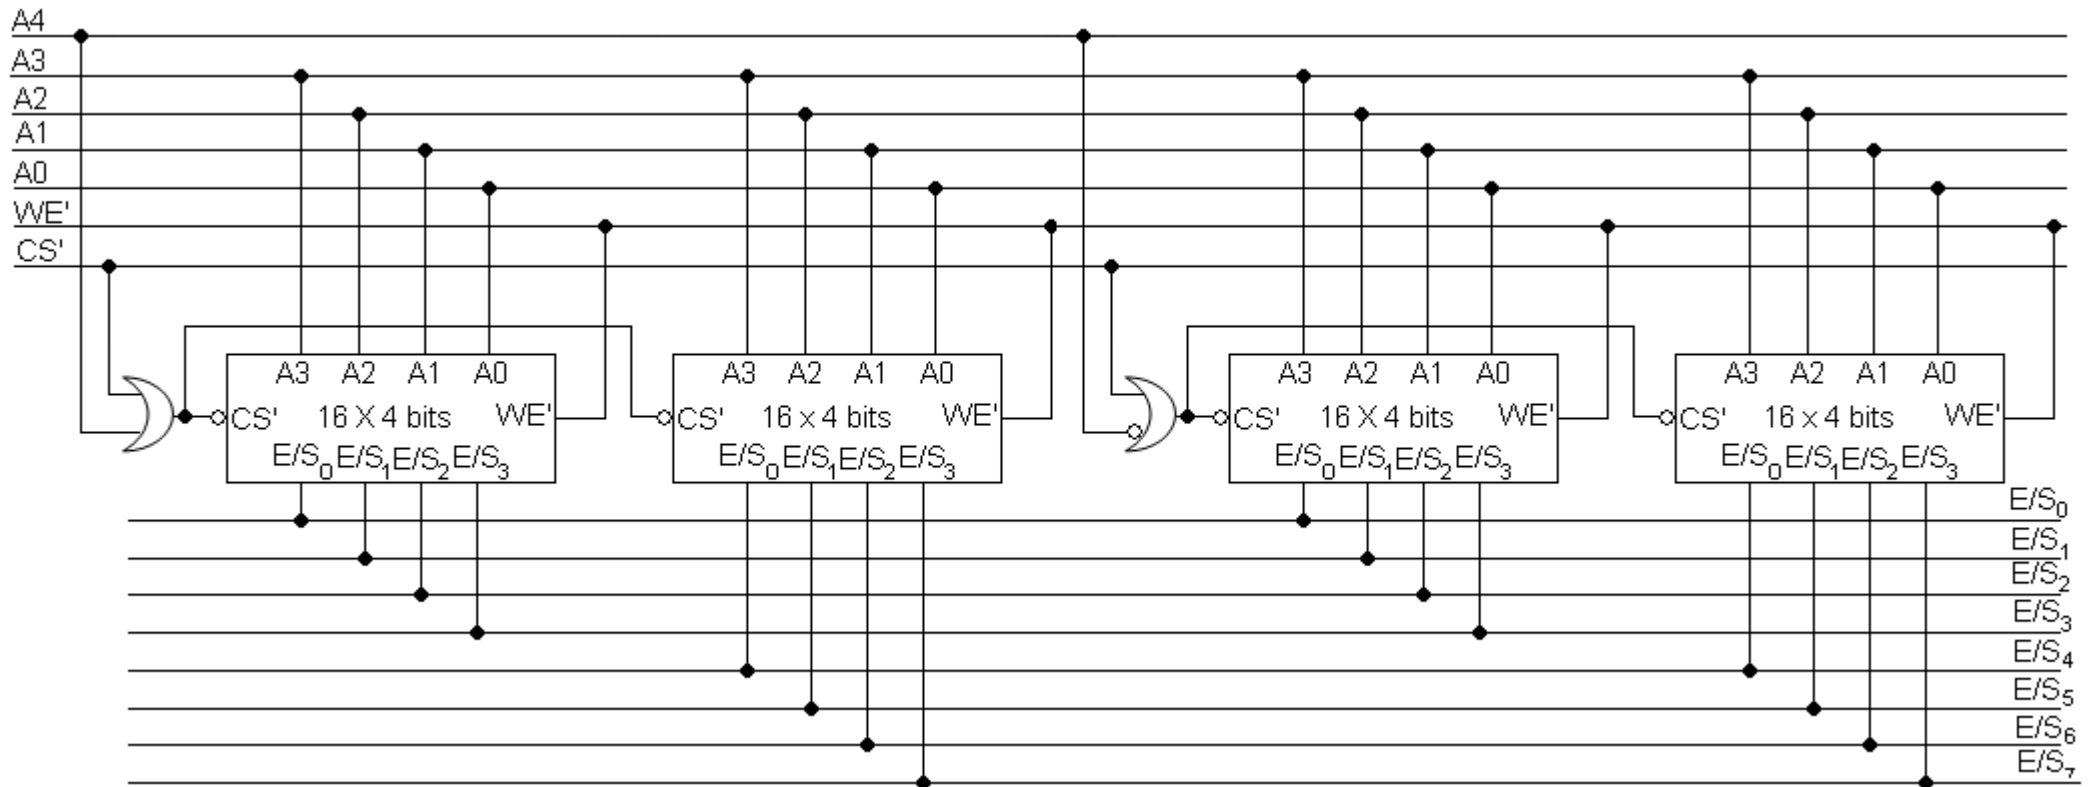 A4
A3
A2
A1
A0
WE'
CS'
A3 A2 A1 A0
CS' 16 X 4 bits WE'
E/S0 E/S1 E/S2 E/S3
A3 A2 A1 A0
CS' 16 x 4 bits WE'
E/S0 E/S1 E/S2 E/S3
A3 A2 A1 A0
CS' 16 X 4 bits WE'
E/S0 E/S1 E/S2 E/S3
A3 A2 A1 A0
CS' 16 x 4 bits WE'
E/S0 E/S1 E/S2 E/S3
E/S0
E/S1
E/S2
E/S3
E/S4
E/S5
E/S6
E/S7